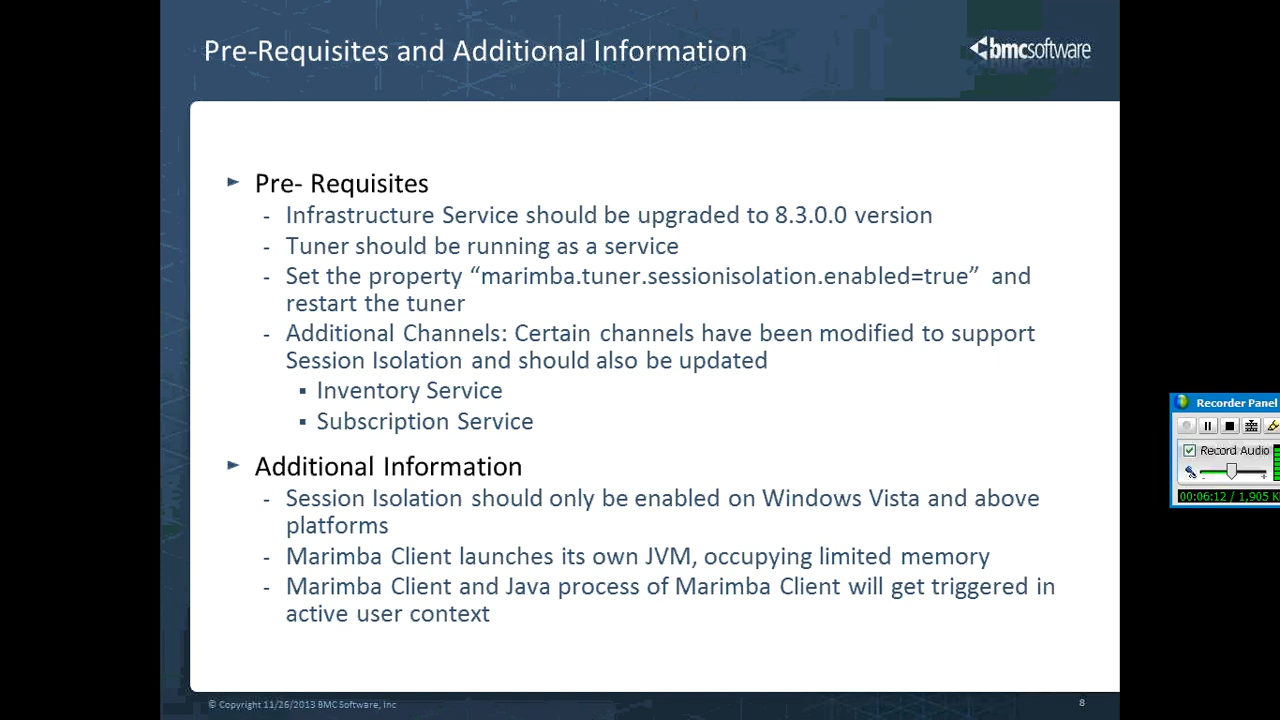 Pre-Requisites and Additional Information
bmcsoftware
► Pre- Requisites
- Infrastructure Service should be upgraded to 8.3.0.0 version
- Tuner should be running as a service
- Set the property “marimba.tuner.sessionisolation.enabled=true” and
restart the tuner
- Additional Channels: Certain channels have been modified to support
Session Isolation and should also be updated
▪ Inventory Service
▪ Subscription Service
► Additional Information
- Session Isolation should only be enabled on Windows Vista and above
platforms
- Marimba Client launches its own JVM, occupying limited memory
- Marimba Client and Java process of Marimba Client will get triggered in
active user context
Recorder Panel
Record Audio
00:06:12 / 1,905 K
© Copyright 11/26/2013 BMC Software, Inc
8